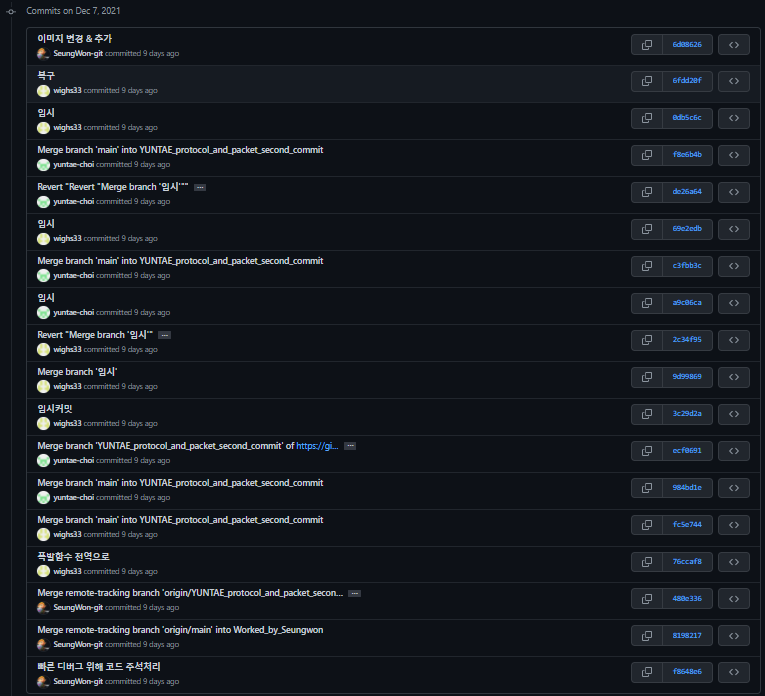 Commits on Dec 7, 2021
이미지 변경 & 추가
6d08626
SeungWon-git committed 9 days ago
복구
6fdd20f
wighs33 committed 9 days ago
임시
0db5c6c
wighs33 committed 9 days ago
Merge branch 'main' into YUNTAE_protocol_and_packet_second_commit
f8e6b4b
yuntae-choi committed 9 days ago
Revert "Revert "Merge branch '임시'""
de26a64
yuntae-choi committed 9 days ago
임시
69e2edb
wighs33 committed 9 days ago
Merge branch 'main' into YUNTAE_protocol_and_packet_second_commit
c3fbb3c
yuntae-choi committed 9 days ago
임시
a9c06ca
yuntae-choi committed 9 days ago
Revert "Merge branch '임시'"
2c34f95
wighs33 committed 9 days ago
Merge branch '임시'
9d99869
wighs33 committed 9 days ago
임시커밋
3c29d2a
wighs33 committed 9 days ago
Merge branch 'YUNTAE_protocol_and_packet_second_commit' of https://gi...
ecf0691
yuntae-choi committed 9 days ago
Merge branch 'main' into YUNTAE_protocol_and_packet_second_commit
984bd1e
yuntae-choi committed 9 days ago
Merge branch 'main' into YUNTAE_protocol_and_packet_second_commit
fc5e744
wighs33 committed 9 days ago
폭발함수 전역으로
76ccaf8
wighs33 committed 9 days ago
Merge remote-tracking branch 'origin/YUNTAE_protocol_and_packet_secon...
480e336
SeungWon-git committed 9 days ago
Merge remote-tracking branch 'origin/main' into Worked_by_Seungwon
8198217
SeungWon-git committed 9 days ago
빠른 디버그 위해 코드 주석처리
f8648e6
SeungWon-git committed 9 days ago